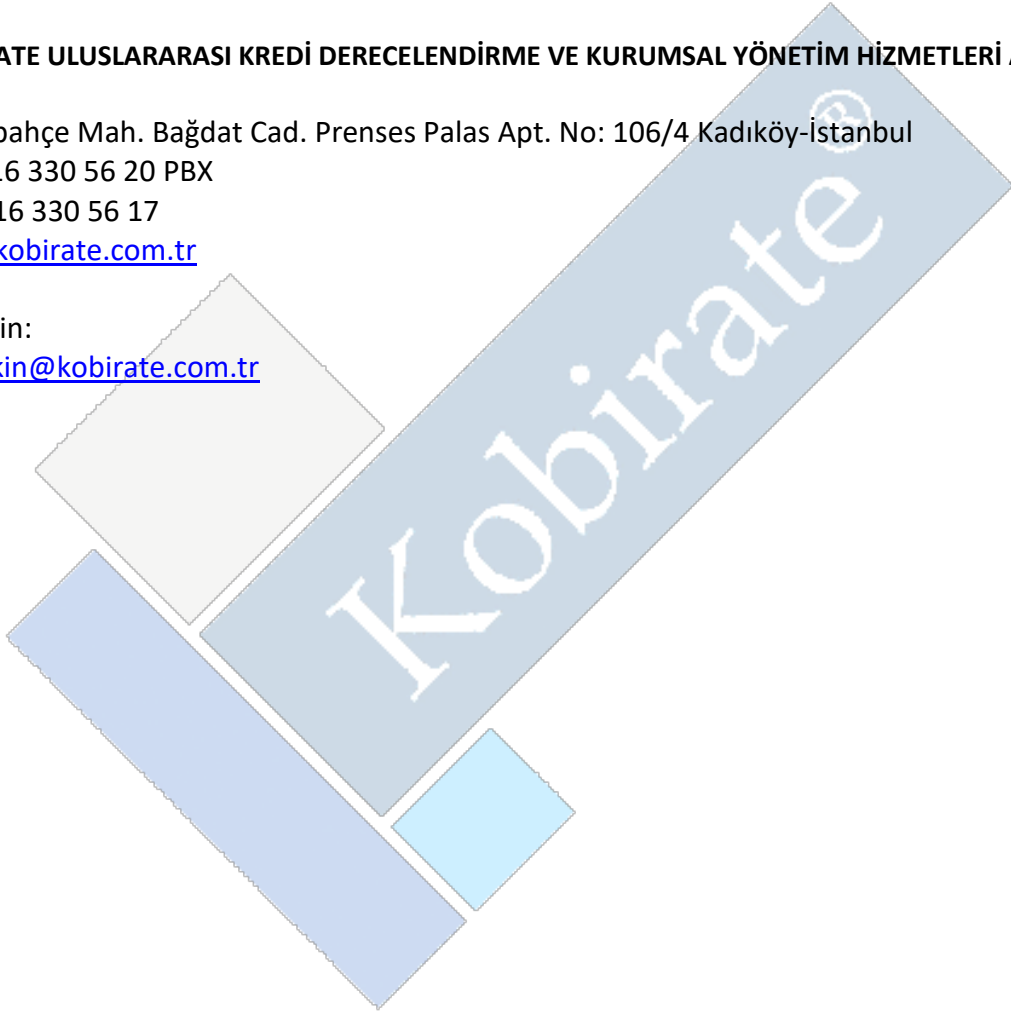 ATE ULUSLARARASI KREDİ DERECELENDİRME VE KURUMSAL YÖNETİM HİZMETLERİ
bahçe Mah. Bağdat Cad. Prenses Palas Apt. No: 106/4 Kadıköy-İstanbul
16 330 56 20 PBX
16 330 56 17
kobirate.com.tr
in:
kin@kobirate.com.tr
Kobirate ®